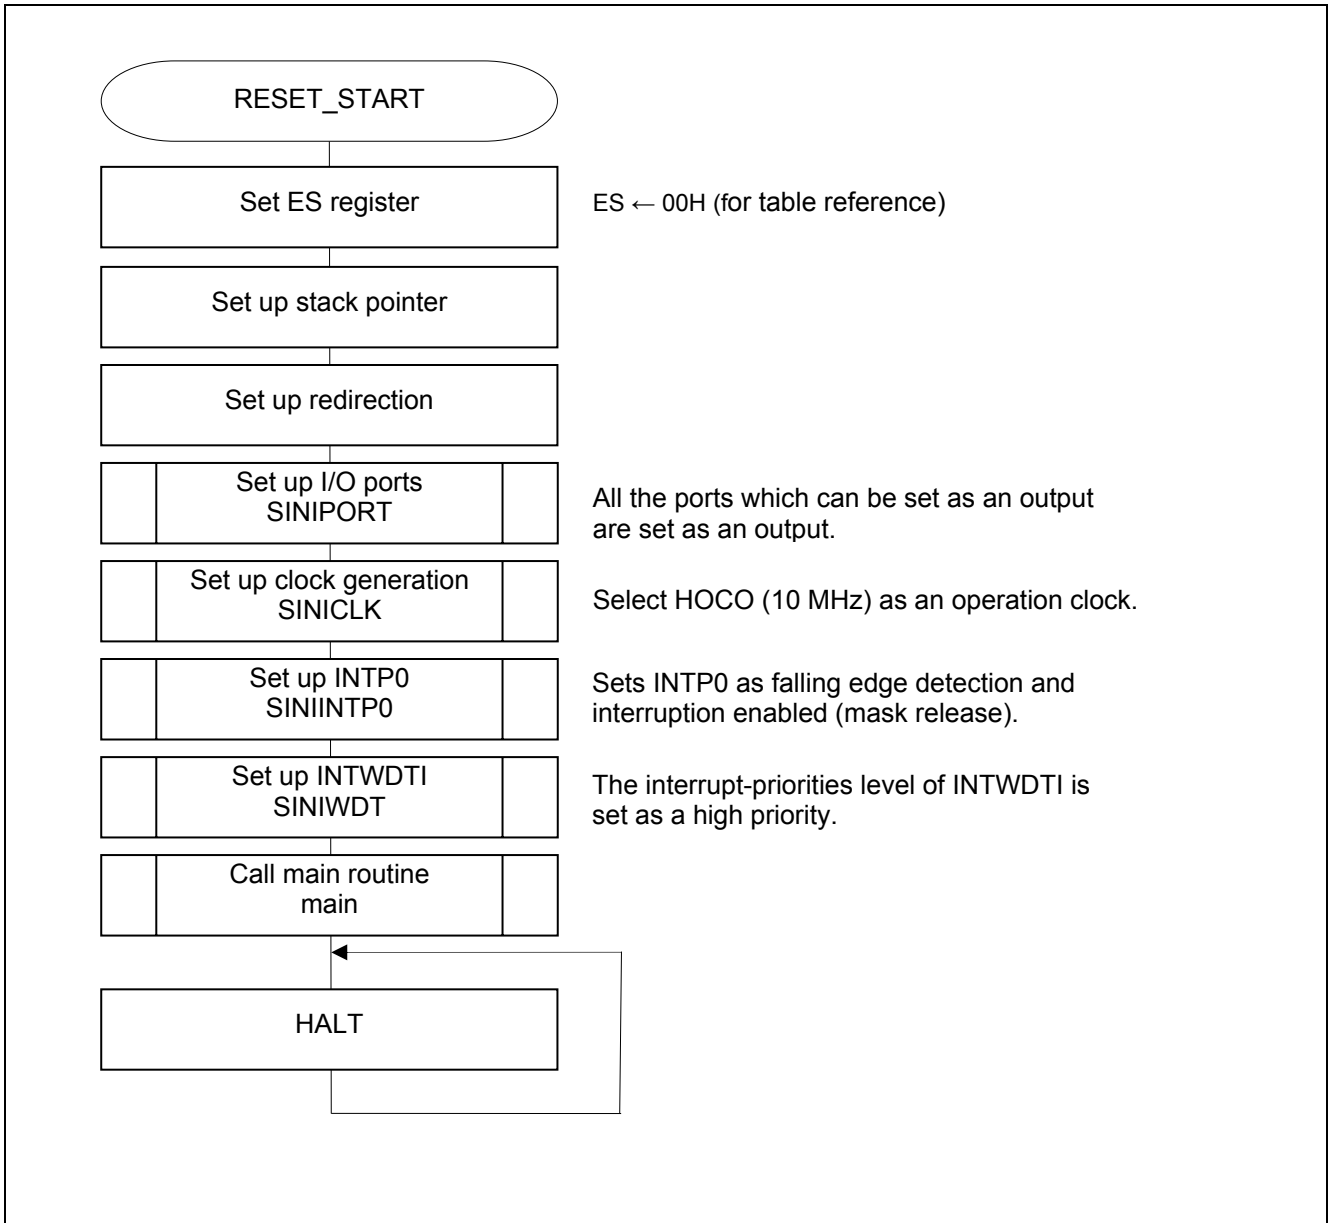 RESET_START
Set ES register
ES ← 00H (for table reference)
Set up stack pointer
Set up redirection
Set up I/O ports
SINIPORT
All the ports which can be set as an output
are set as an output.
Set up clock generation
SINICLK
Select HOCO (10 MHz) as an operation clock.
Set up INTP0
SINIINTP0
Sets INTP0 as falling edge detection and
interruption enabled (mask release).
Set up INTWDTI
SINIWDT
The interrupt-priorities level of INTWDTI is
set as a high priority.
Call main routine
main
HALT